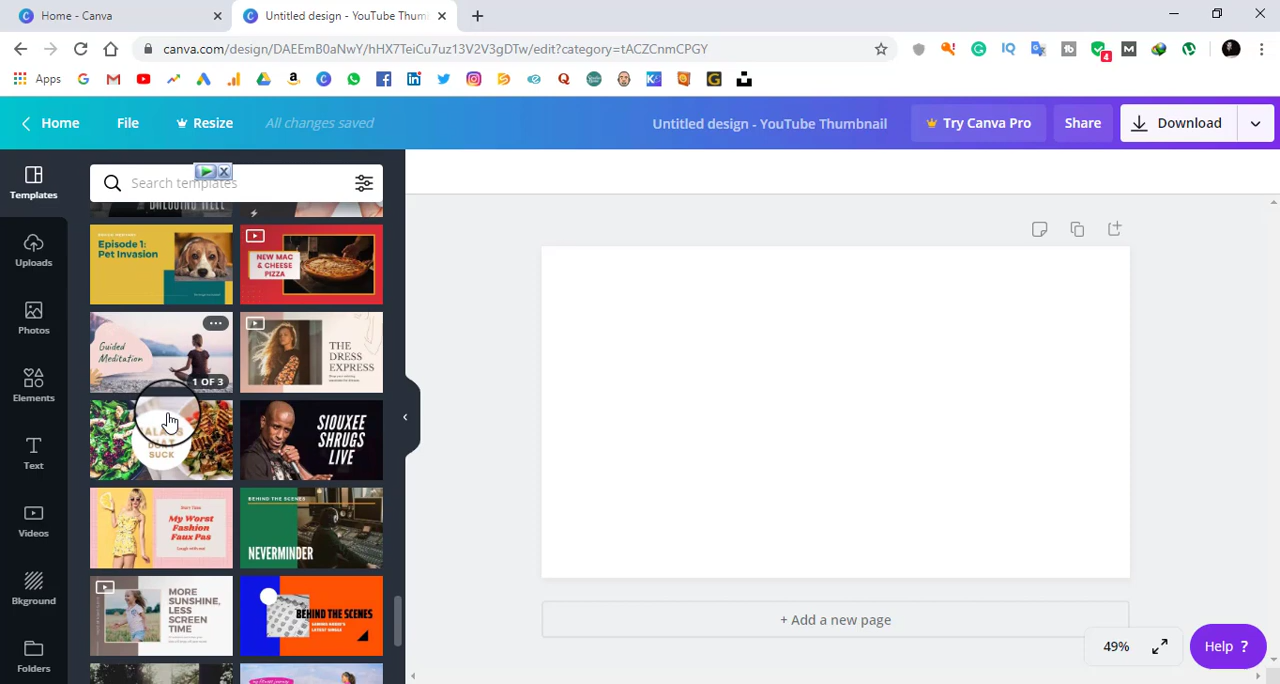 Home - Canva
Untitled design - YouTube Thum
canva.com/design/DAEEmB0aNwY/hHX7TeiCu7uz13V2V3gDTw/edit?category=tACZCnmCPGY
Apps
4
Home
File
Resize
All changes saved
Untitled design - YouTube Thumbnail
Try Canva Pro
Share
Download
Templates
Uploads
Photos
Elements
Text
Videos
Bkground
Folders
Search templates
Episode 1:
Pet Invasion
NEW MAC
& CHEESE
PIZZA
Guided
Meditation
1 OF 3
THE
DRESS
EXPRESS
SUCK
SIOUXEE
SHRUGS
LIVE
My Worst
Fashion
Faux Pas
BEHIND THE SCENES
NEVERMINDER
MORE
SUNSHINE,
LESS
SCREEN
TIME
BEHIND THE SCENES
+ Add a new page
49%
Help ?